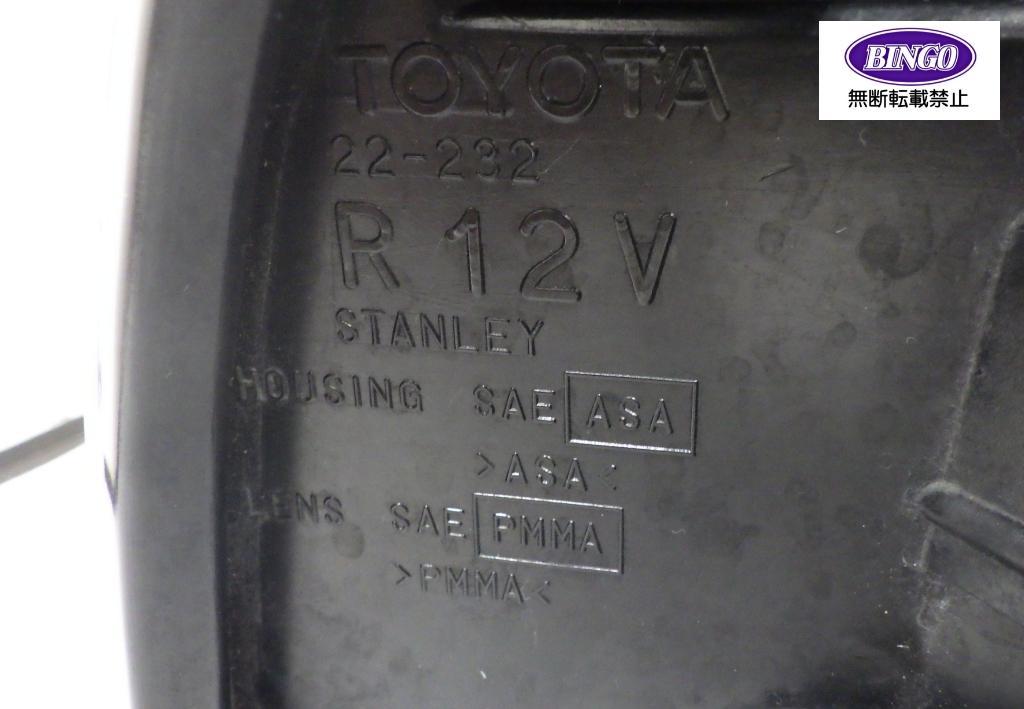 BINGO
無断転載禁止
TOYOTA
22-232
R 12V
STANLEY
HOUSING SAE ASA
>ASA<
LENS SAE PMMA
>PMMA<